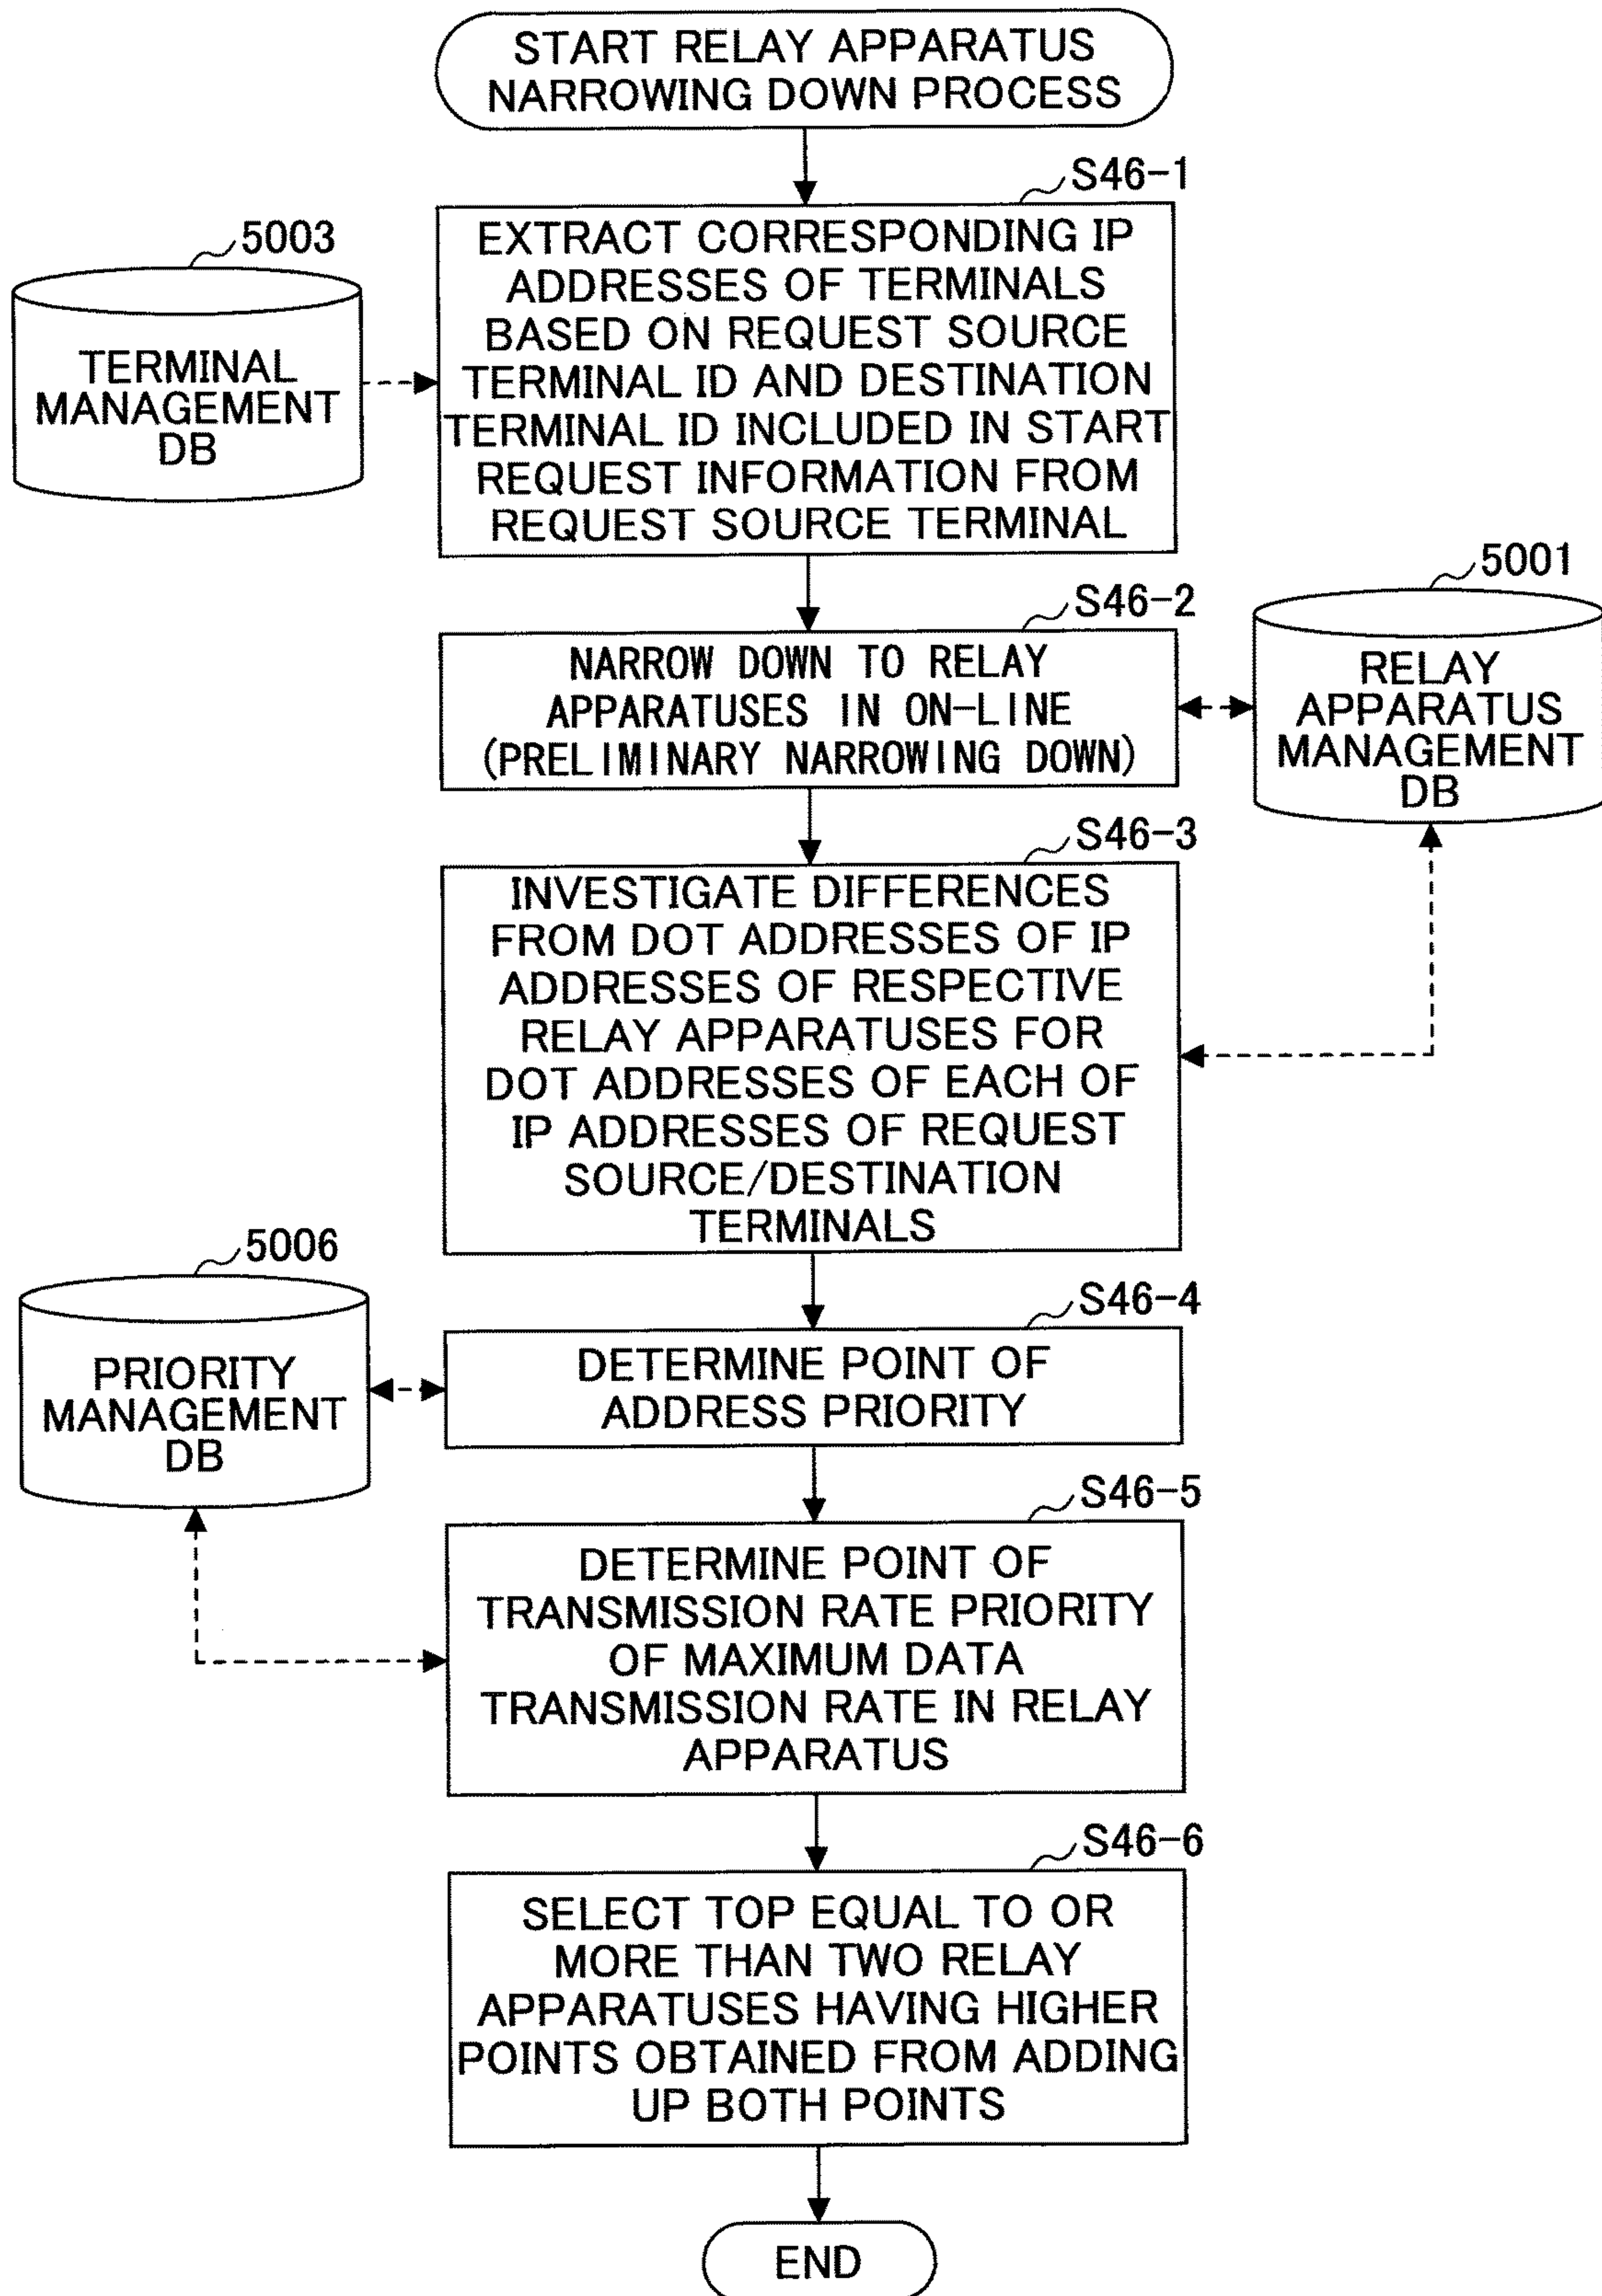 START RELAY APPARATUS
NARROWING DOWN PROCESS
S46-1
EXTRACT CORRESPONDING IP
ADDRESSES OF TERMINALS
BASED ON REQUEST SOURCE
TERMINAL ID AND DESTINATION
TERMINAL ID INCLUDED IN START
REQUEST INFORMATION FROM
REQUEST SOURCE TERMINAL
5003
TERMINAL
MANAGEMENT
DB
S46-2
NARROW DOWN TO RELAY
APPARATUSES IN ON-LINE
(PRELIMINARY NARROWING DOWN)
5001
RELAY
APPARATUS
MANAGEMENT
DB
S46-3
INVESTIGATE DIFFERENCES
FROM DOT ADDRESSES OF IP
ADDRESSES OF RESPECTIVE
RELAY APPARATUSES FOR
DOT ADDRESSES OF EACH OF
IP ADDRESSES OF REQUEST
SOURCE/DESTINATION
TERMINALS
5006
PRIORITY
MANAGEMENT
DB
S46-4
DETERMINE POINT OF
ADDRESS PRIORITY
S46-5
DETERMINE POINT OF
TRANSMISSION RATE PRIORITY
OF MAXIMUM DATA
TRANSMISSION RATE IN RELAY
APPARATUS
S46-6
SELECT TOP EQUAL TO OR
MORE THAN TWO RELAY
APPARATUSES HAVING HIGHER
POINTS OBTAINED FROM ADDING
UP BOTH POINTS
END